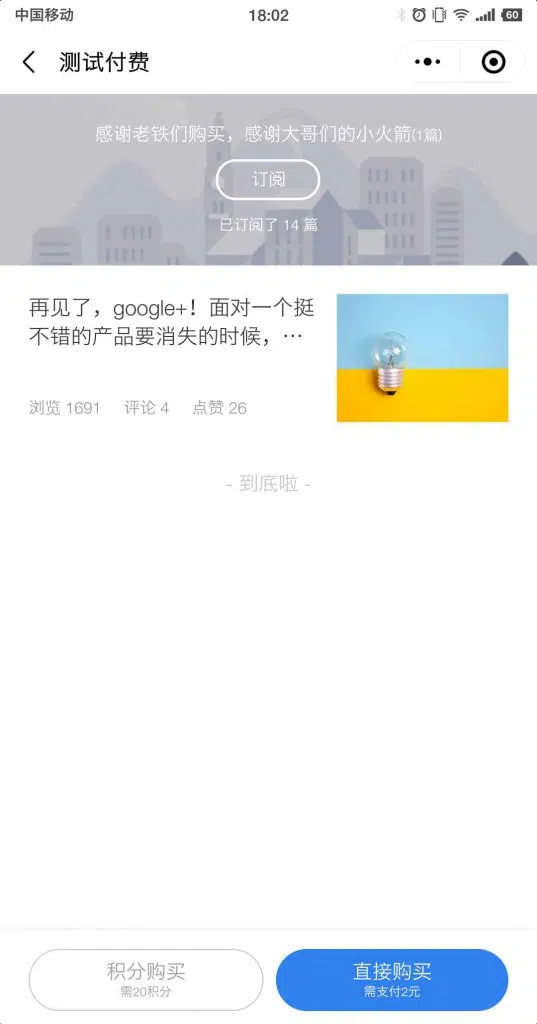 中国移动 18:02 60
测试付费
感谢老铁们购买，感谢大哥们的小火箭(1篇)
订阅
已订阅了 14 篇
再见了，google+！面对一个挺
不错的产品要消失的时候，…
浏览 1691 评论 4 点赞 26
- 到底啦 -
积分购买 直接购买
需20积分 需支付2元